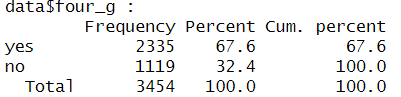 data$four_g :
Frequency Percent Cum. percent
yes 2335 67.6 67.6
no 1119 32.4 100.0
Total 3454 100.0 100.0